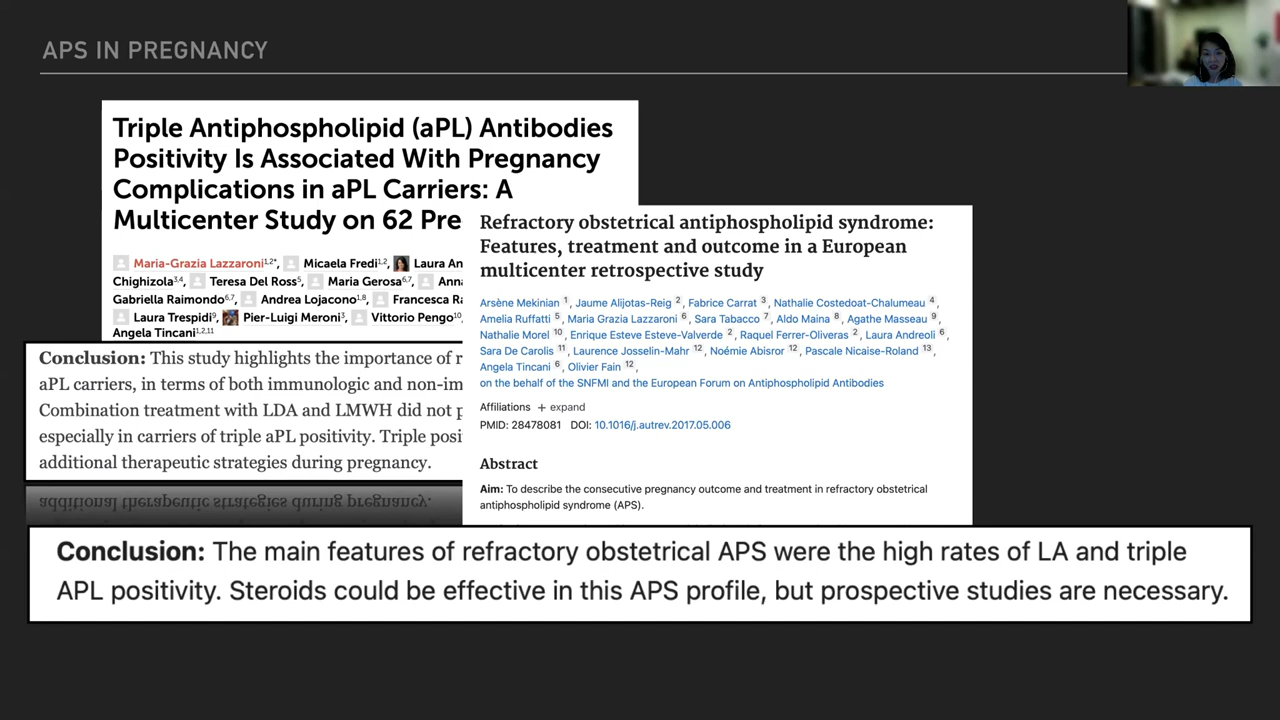 APS IN PREGNANCY
Triple Antiphospholipid (aPL) Antibodies
Positivity Is Associated With Pregnancy
Complications in aPL Carriers: A
Multicenter Study on 62 Pre
Maria-Grazia Lazzaroni1,2*, Micaela Fredi1,2, Laura An
Chighizola3,4, Teresa Del Ross5, Maria Gerosa6,7, Anna
Gabriella Raimondo6,7, Andrea Lojacono1,8, Francesca Ra
Laura Trespidi9, Pier-Luigi Meroni3, Vittorio Pengo10,
Angela Tincani1,2,11
Conclusion: This study highlights the importance of r
aPL carriers, in terms of both immunologic and non-im
Combination treatment with LDA and LMWH did not p
especially in carriers of triple aPL positivity. Triple posi
additional therapeutic strategies during pregnancy.
additional therapeutic strategies during pregnancy.
Refractory obstetrical antiphospholipid syndrome:
Features, treatment and outcome in a European
multicenter retrospective study
Arsène Mekinian 1, Jaume Alijotas-Reig 2, Fabrice Carrat 3, Nathalie Costedoat-Chalumeau 4,
Amelia Ruffatti 5, Maria Grazia Lazzaroni 6, Sara Tabacco 7, Aldo Maina 8, Agathe Masseau 9,
Nathalie Morel 10, Enrique Esteve-Valverde 2, Raquel Ferrer-Oliveras 2, Laura Andreoli 6,
Sara De Carolis 11, Laurence Josselin-Mahr 12, Noémie Abisror 12, Pascale Nicaise-Roland 13,
Angela Tincani 6, Olivier Fain 12,
on the behalf of the SNFMI and the European Forum on Antiphospholipid Antibodies
Affiliations + expand
PMID: 28478081 DOI: 10.1016/j.autrev.2017.05.006
Abstract
Aim: To describe the consecutive pregnancy outcome and treatment in refractory obstetrical
antiphospholipid syndrome (APS).
Conclusion: The main features of refractory obstetrical APS were the high rates of LA and triple
APL positivity. Steroids could be effective in this APS profile, but prospective studies are necessary.